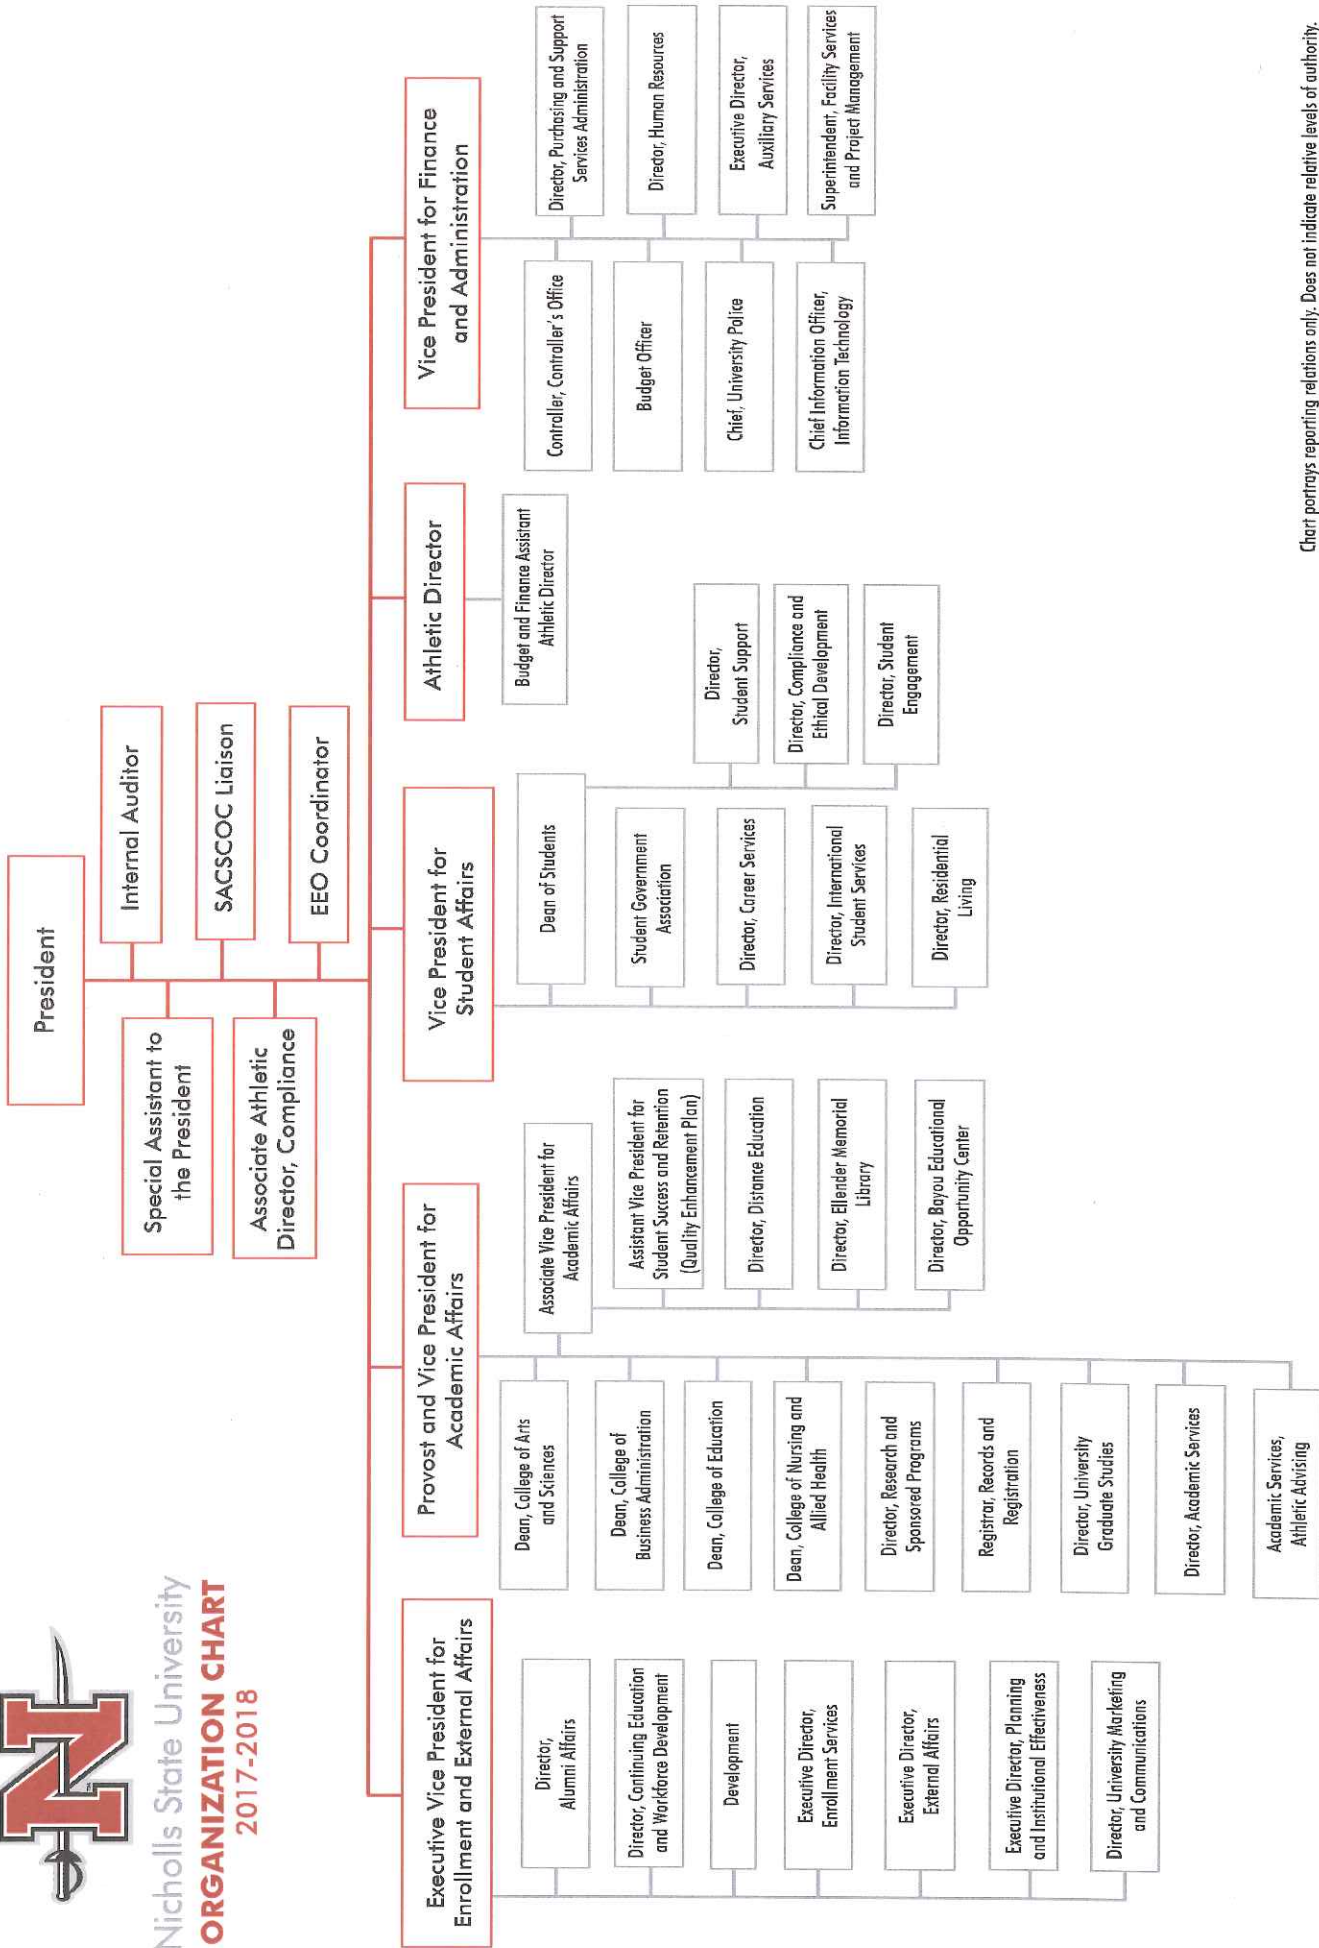 N
Nicholls State University
ORGANIZATION CHART
2017-2018
President
Special Assistant to
the President
Internal Auditor
Associate Athletic
Director, Compliance
SACSCOC Liaison
EEO Coordinator
Executive Vice President for
Enrollment and External Affairs
Director,
Alumni Affairs
Director, Continuing Education
and Workforce Development
Development
Executive Director,
Enrollment Services
Executive Director,
External Affairs
Executive Director, Planning
and Institutional Effectiveness
Director, University Marketing
and Communications
Provost and Vice President for
Academic Affairs
Dean, College of Arts
and Sciences
Dean, College of
Business Administration
Dean, College of Education
Dean, College of Nursing and
Allied Health
Director, Research and
Sponsored Programs
Registrar, Records and
Registration
Director, University
Graduate Studies
Director, Academic Services
Academic Services,
Athletic Advising
Associate Vice President for
Academic Affairs
Assistant Vice President for
Student Success and Retention
(Quality Enhancement Plan)
Director, Distance Education
Director, Ellender Memorial
Library
Director, Bayou Educational
Opportunity Center
Vice President for
Student Affairs
Dean of Students
Student Government
Association
Director, Career Services
Director, International
Student Services
Director, Residential
Living
Director,
Student Support
Director, Compliance and
Ethical Development
Director, Student
Engagement
Athletic Director
Budget and Finance Assistant
Athletic Director
Vice President for Finance
and Administration
Controller, Controller's Office
Budget Officer
Chief, University Police
Chief Information Officer,
Information Technology
Director, Purchasing and Support
Services Administration
Director, Human Resources
Executive Director,
Auxiliary Services
Superintendent, Facility Services
and Project Management
Chart portrays reporting relations only. Does not indicate relative levels of authority.